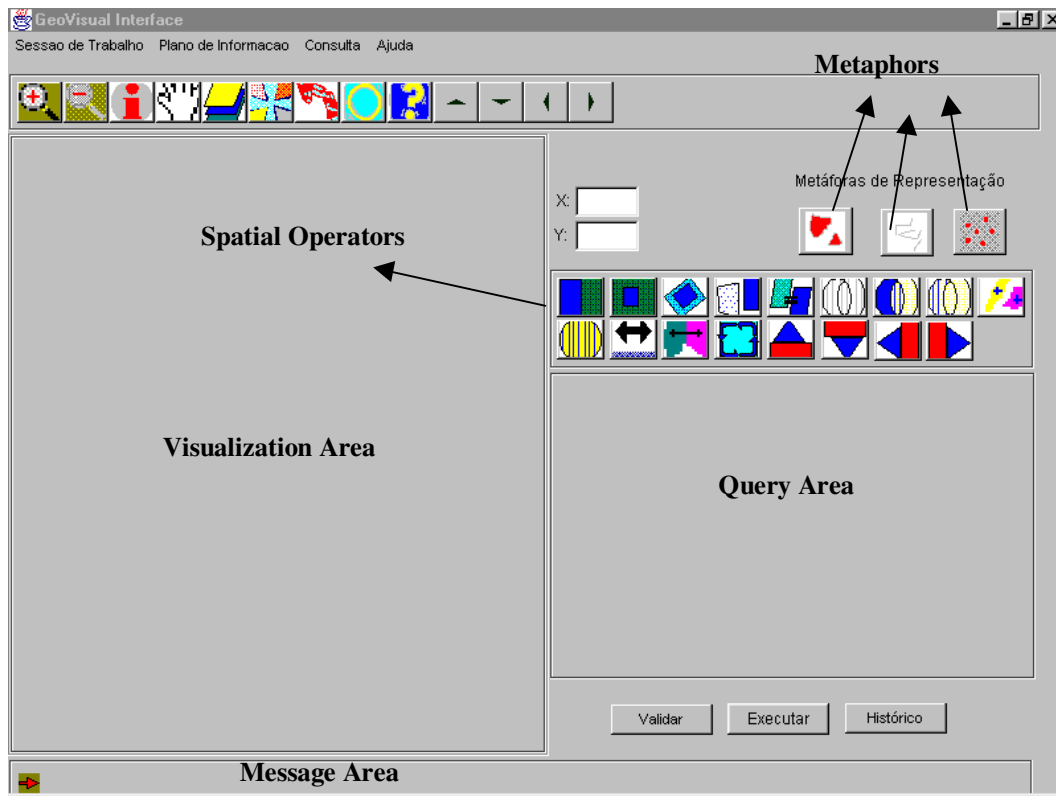 GeoVisual Interface
Sessao de Trabalho Plano de Informacao Consulta Ajuda
Metaphors
Metáforas de Representação
X:
Y:
Spatial Operators
Visualization Area
Query Area
Validar Executar Histórico
Message Area